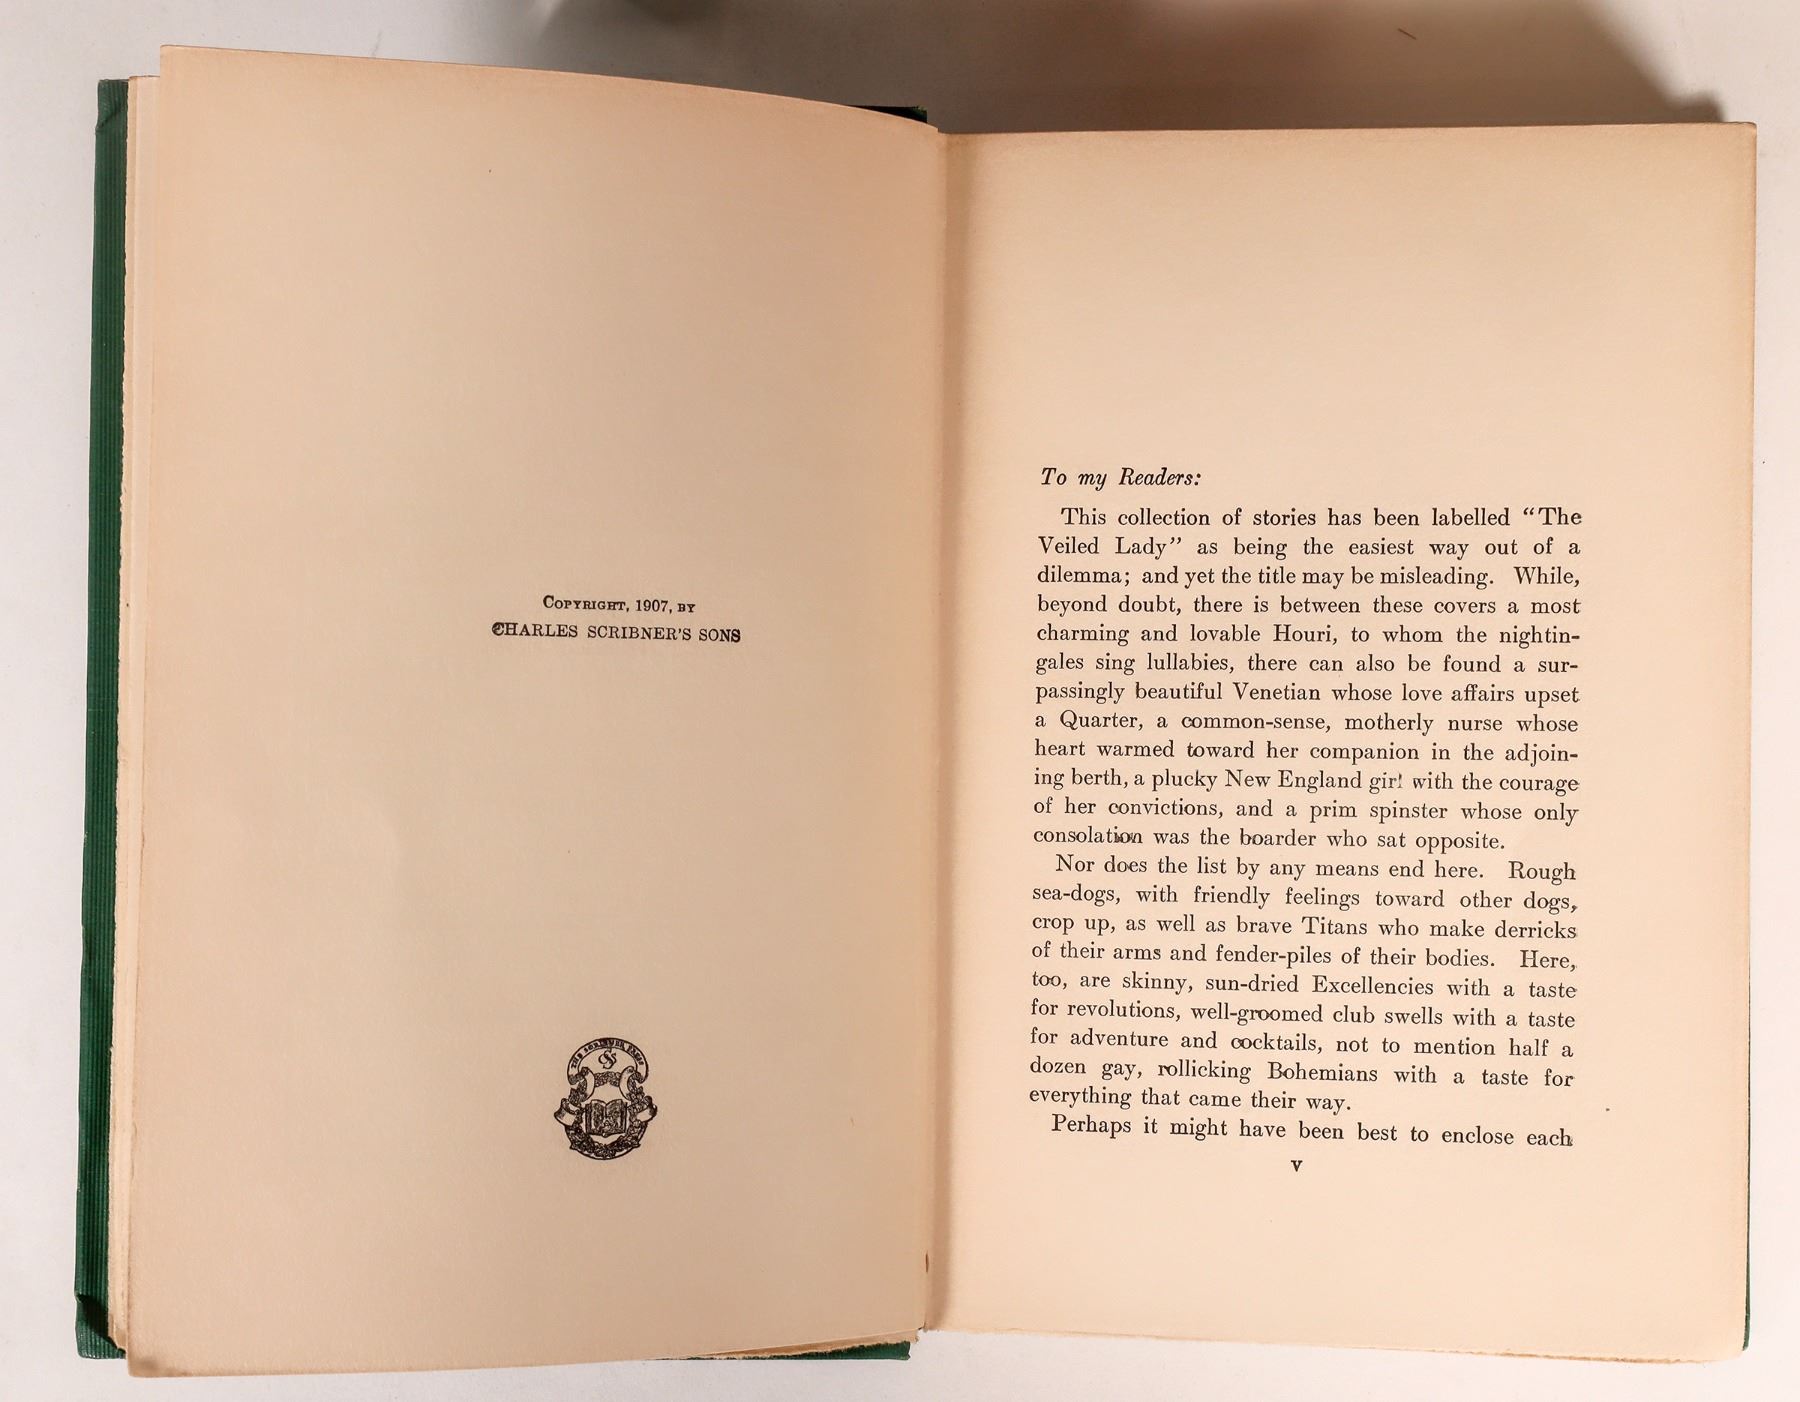 Copyright, 1907, by
CHARLES SCRIBNER'S SONS
THE SCRIBNER PRESS
To my Readers:
This collection of stories has been labelled “The
Veiled Lady” as being the easiest way out of a
dilemma; and yet the title may be misleading. While,
beyond doubt, there is between these covers a most
charming and lovable Houri, to whom the nightin-
gales sing lullabies, there can also be found a sur-
passingly beautiful Venetian whose love affairs upset
a Quarter, a common-sense, motherly nurse whose
heart warmed toward her companion in the adjoin-
ing berth, a plucky New England girl with the courage
of her convictions, and a prim spinster whose only
consolation was the boarder who sat opposite.
Nor does the list by any means end here. Rough
sea-dogs, with friendly feelings toward other dogs,
crop up, as well as brave Titans who make derricks
of their arms and fender-piles of their bodies. Here,
too, are skinny, sun-dried Excellencies with a taste
for revolutions, well-groomed club swells with a taste
for adventure and cocktails, not to mention half a
dozen gay, rollicking Bohemians with a taste for
everything that came their way.
Perhaps it might have been best to enclose each
v